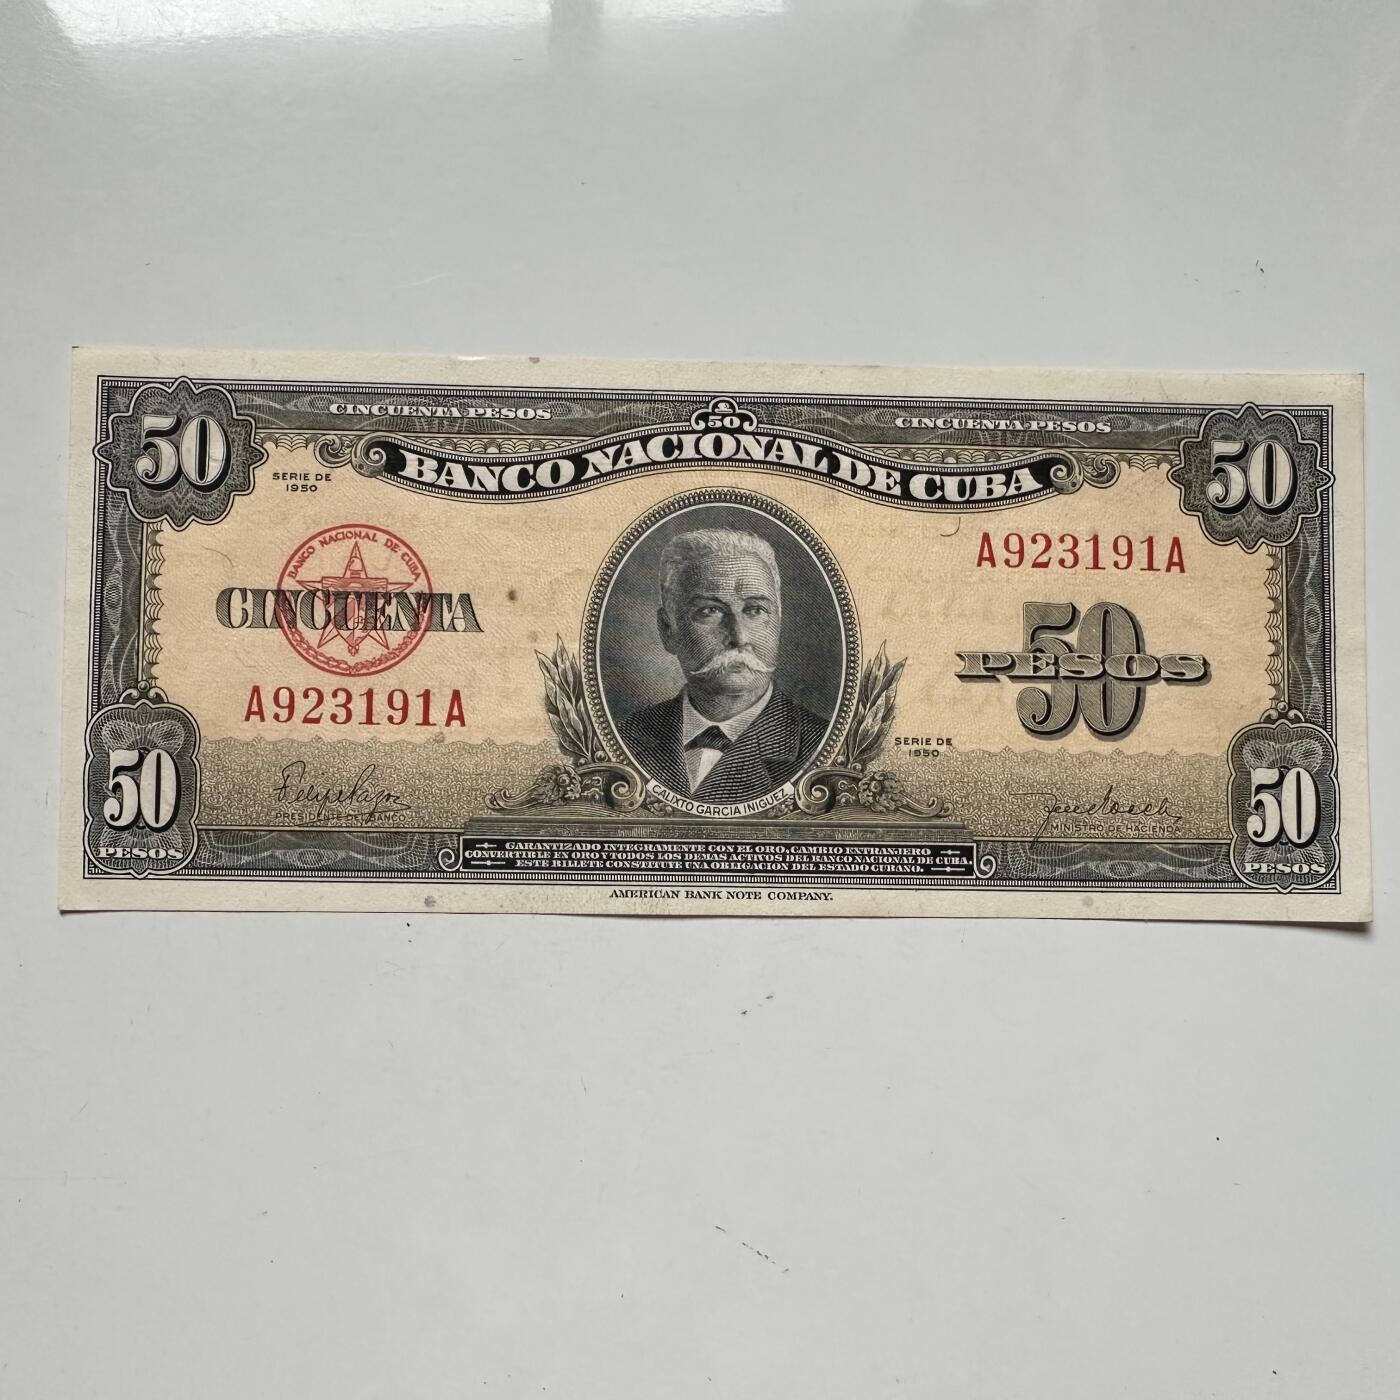 50
CINCUENTA PESOS
50
CINCUENTA PESOS
50
BANCO NACIONAL DE CUBA
SERIE DE
1950
A923191A
BANCO NACIONAL DE CUBA
CINCUENTA
50
PESOS
A923191A
SERIE DE
1950
50
PESOS
PRESIDENTE DEL BANCO
CALIXTO GARCIA IÑIGUEZ
MINISTRO DE HACIENDA
50
PESOS
GARANTIZADO INTEGRAMENTE CON EL ORO, CAMBIO EXTRANJERO
CONVERTIBLE EN ORO Y TODOS LOS DEMAS ACTIVOS DEL BANCO NACIONAL DE CUBA.
ESTE BILLETE CONSTITUYE UNA OBLIGACION DEL ESTADO CUBANO.
AMERICAN BANK NOTE COMPANY.